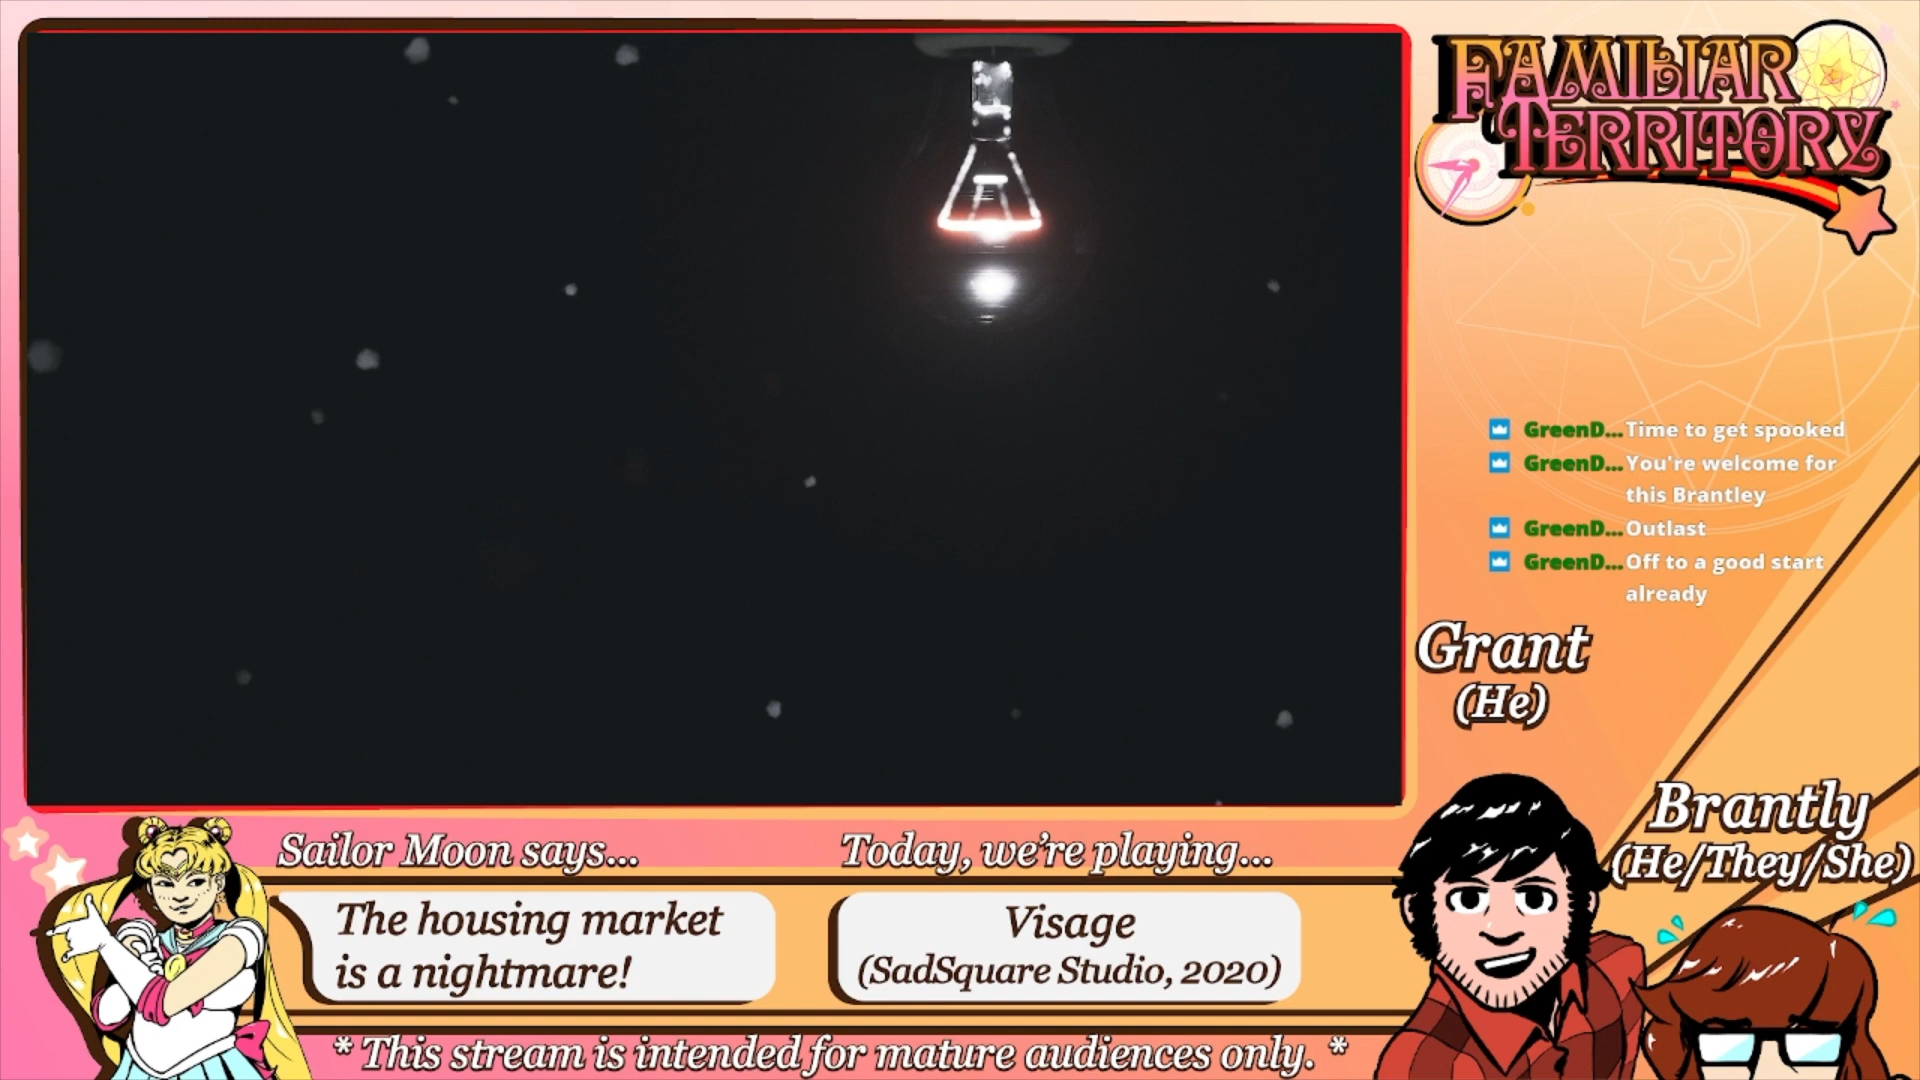 FAMILIAR
TERRITORY
GreenD... Time to get spooked
GreenD... You're welcome for
this Brantley
GreenD... Outlast
GreenD... Off to a good start
already
Grant
(He)
Brantly
(He/They/She)
Sailor Moon says...
The housing market
is a nightmare!
Today, we're playing...
Visage
(SadSquare Studio, 2020)
* This stream is intended for mature audiences only. *